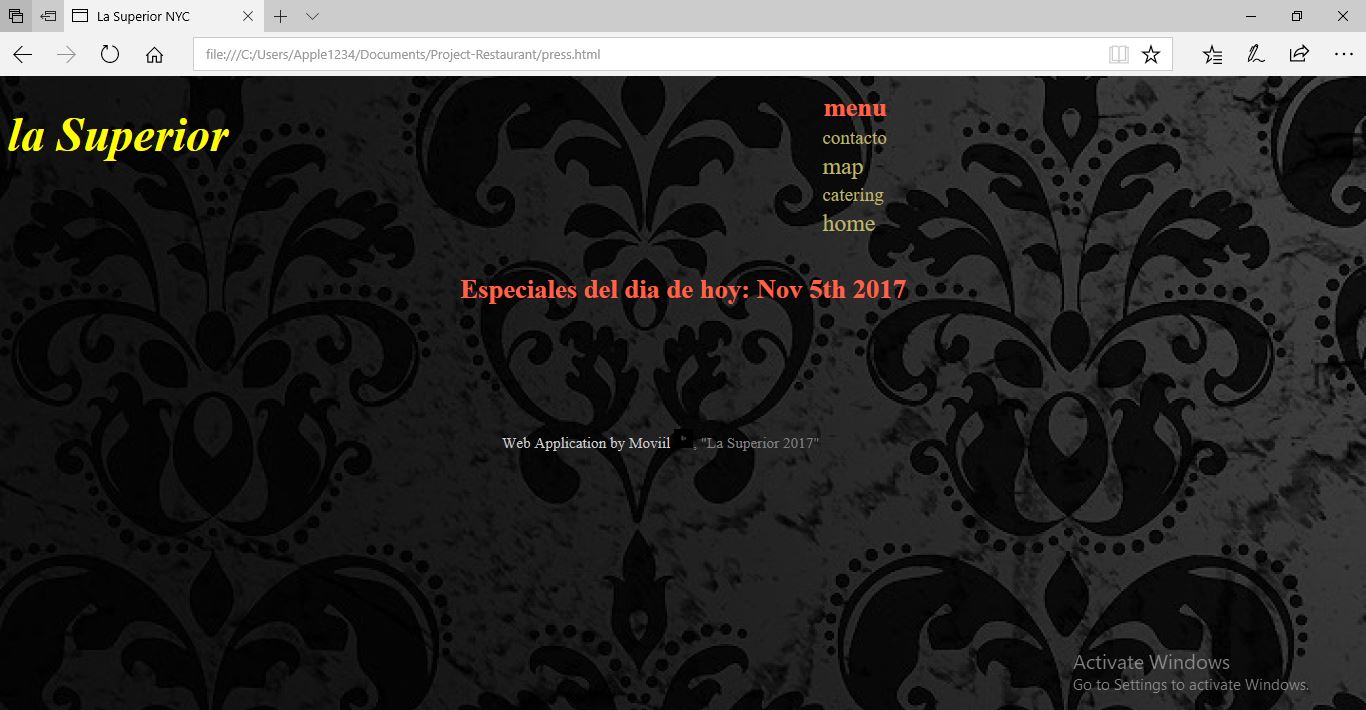 La Superior NYC
file:///C:/Users/Apple1234/Documents/Project-Restaurant/press.html
la Superior
menu
contacto
map
catering
home
Especiales del dia de hoy: Nov 5th 2017
Web Application by Moviil , "La Superior 2017"
Activate Windows
Go to Settings to activate Windows.